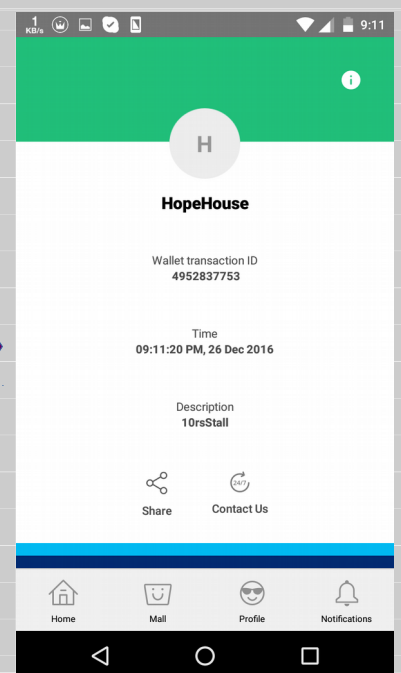 1
KB/s
9:11
i
H
HopeHouse
Wallet transaction ID
4952837753
Time
09:11:20 PM, 26 Dec 2016
Description
10rsStall
24/7
Share
Contact Us
Home
Mall
Profile
Notifications